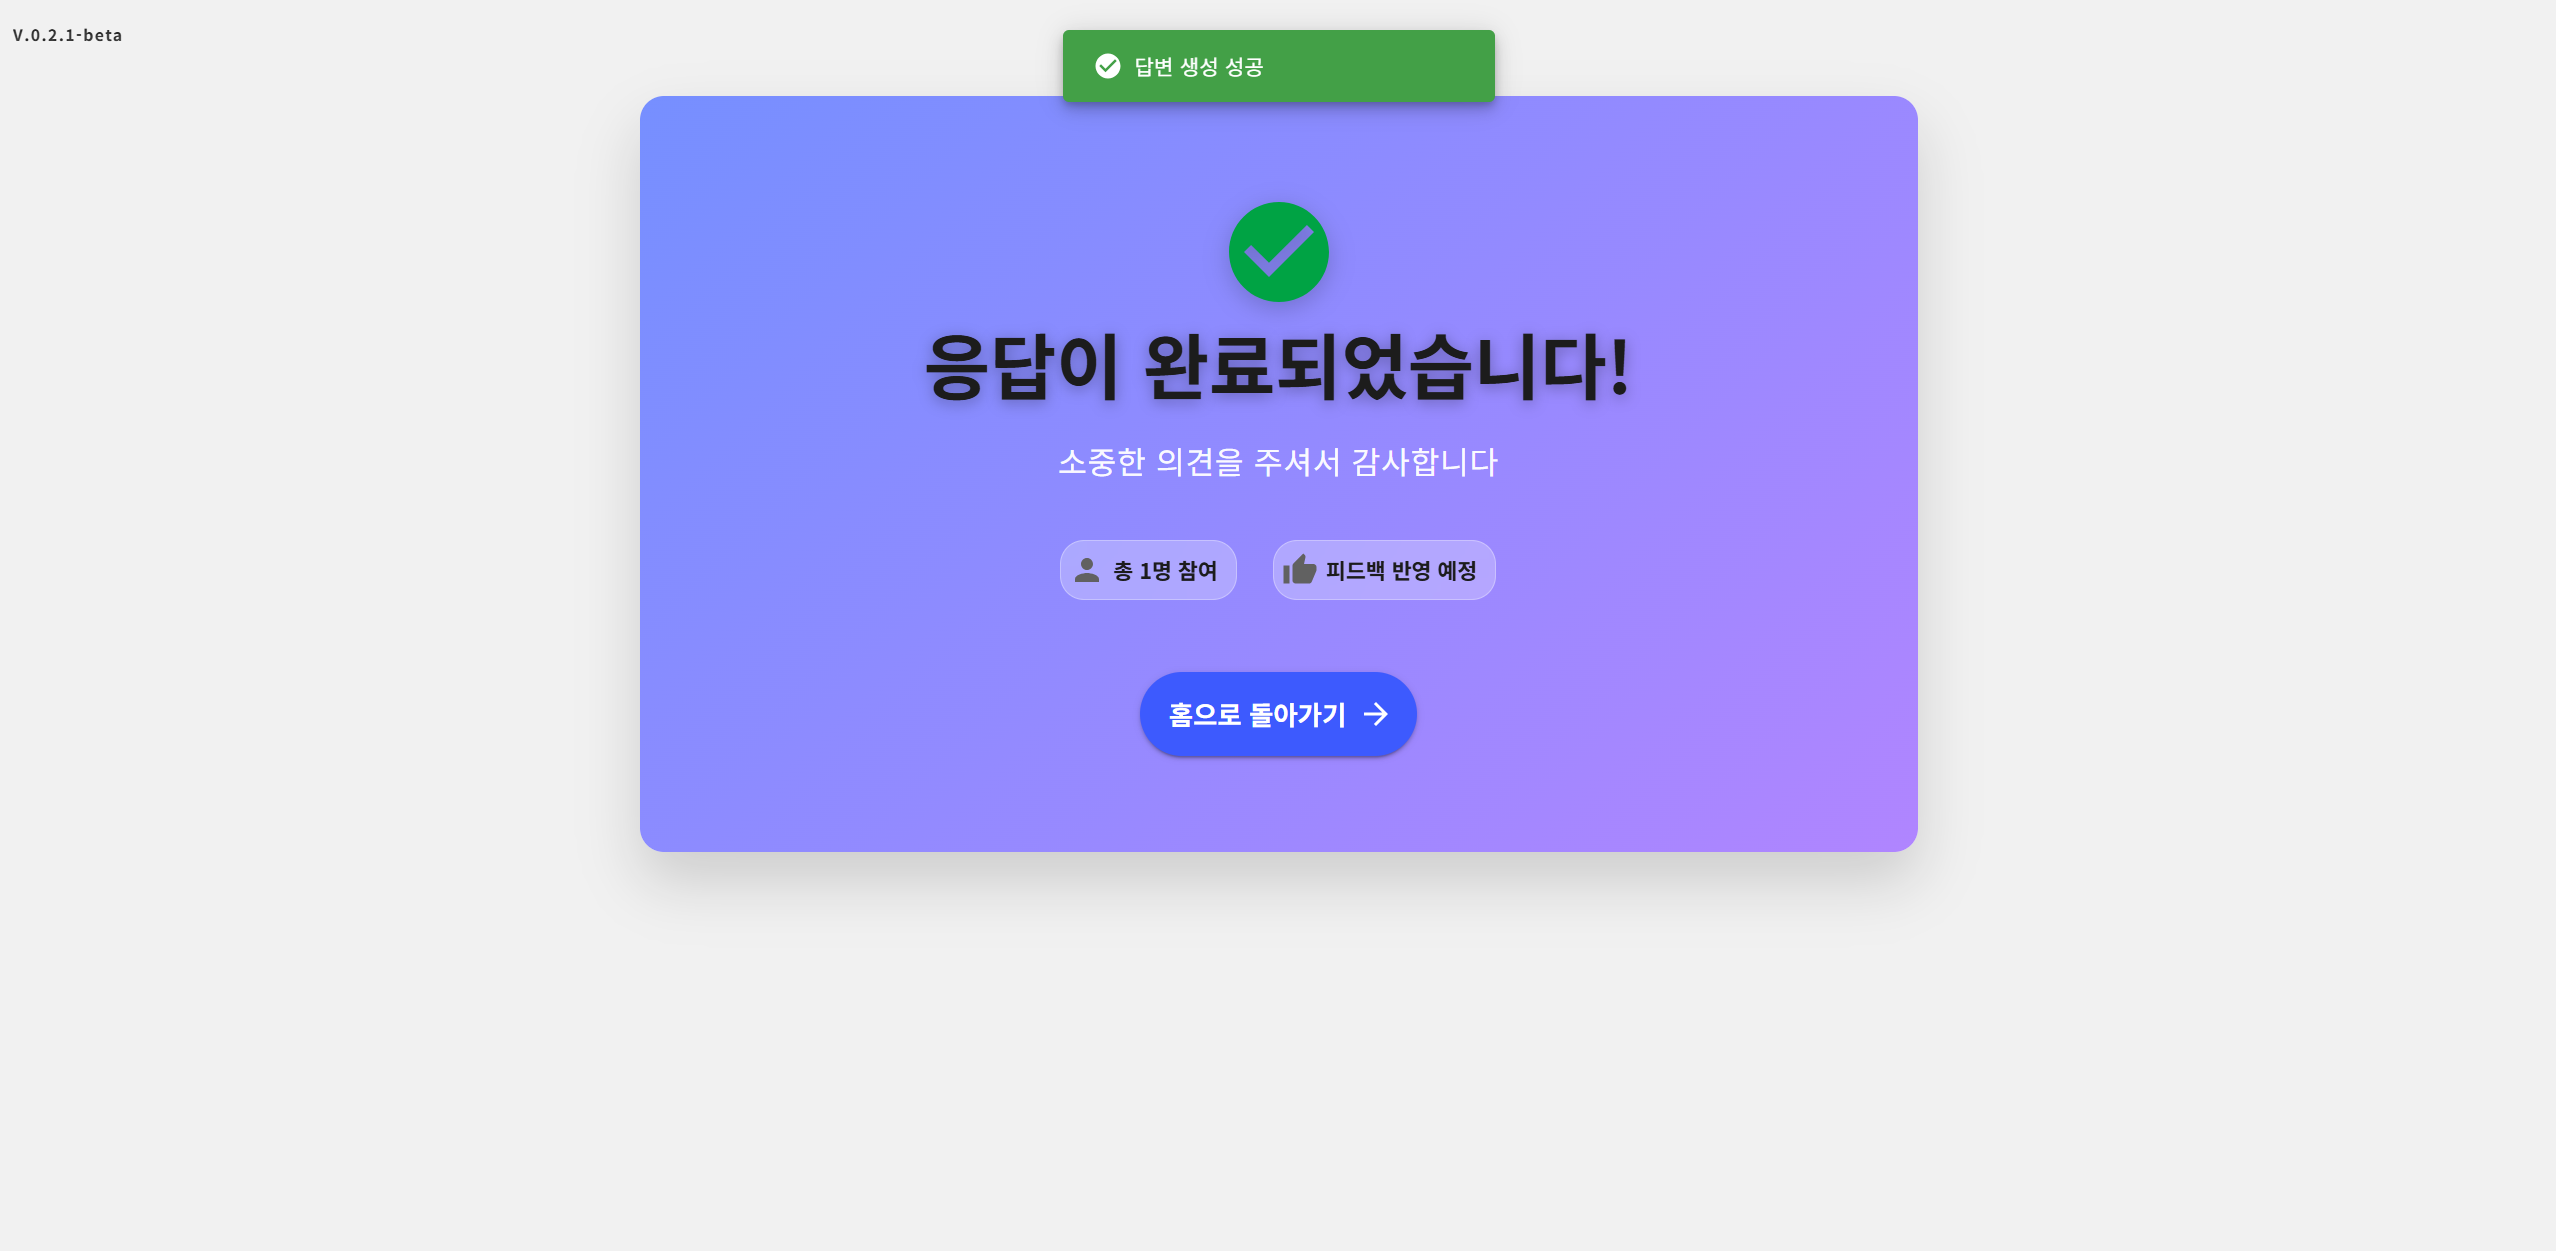 V.0.2.1-beta
답변 생성 성공
응답이 완료되었습니다!
소중한 의견을 주셔서 감사합니다
총 1명 참여
피드백 반영 예정
홈으로 돌아가기